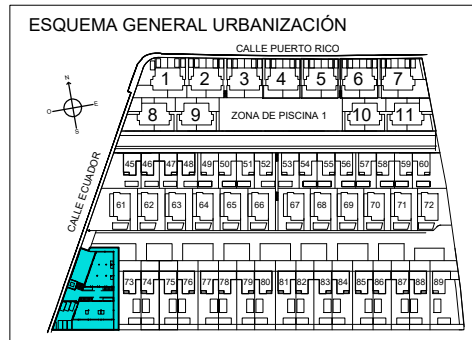 ESQUEMA GENERAL URBANIZACIÓN
CALLE PUERTO RICO
N
O E
S
1 2 3 4 5 6 7
8 9 ZONA DE PISCINA 1 10 11
CALLE ECUADOR
45 46 47 48 49 50 51 52 53 54 55 56 57 58 59 60
61 62 63 64 65 66 67 68 69 70 71 72
73 74 75 76 77 78 79 80 81 82 83 84 85 86 87 88 89